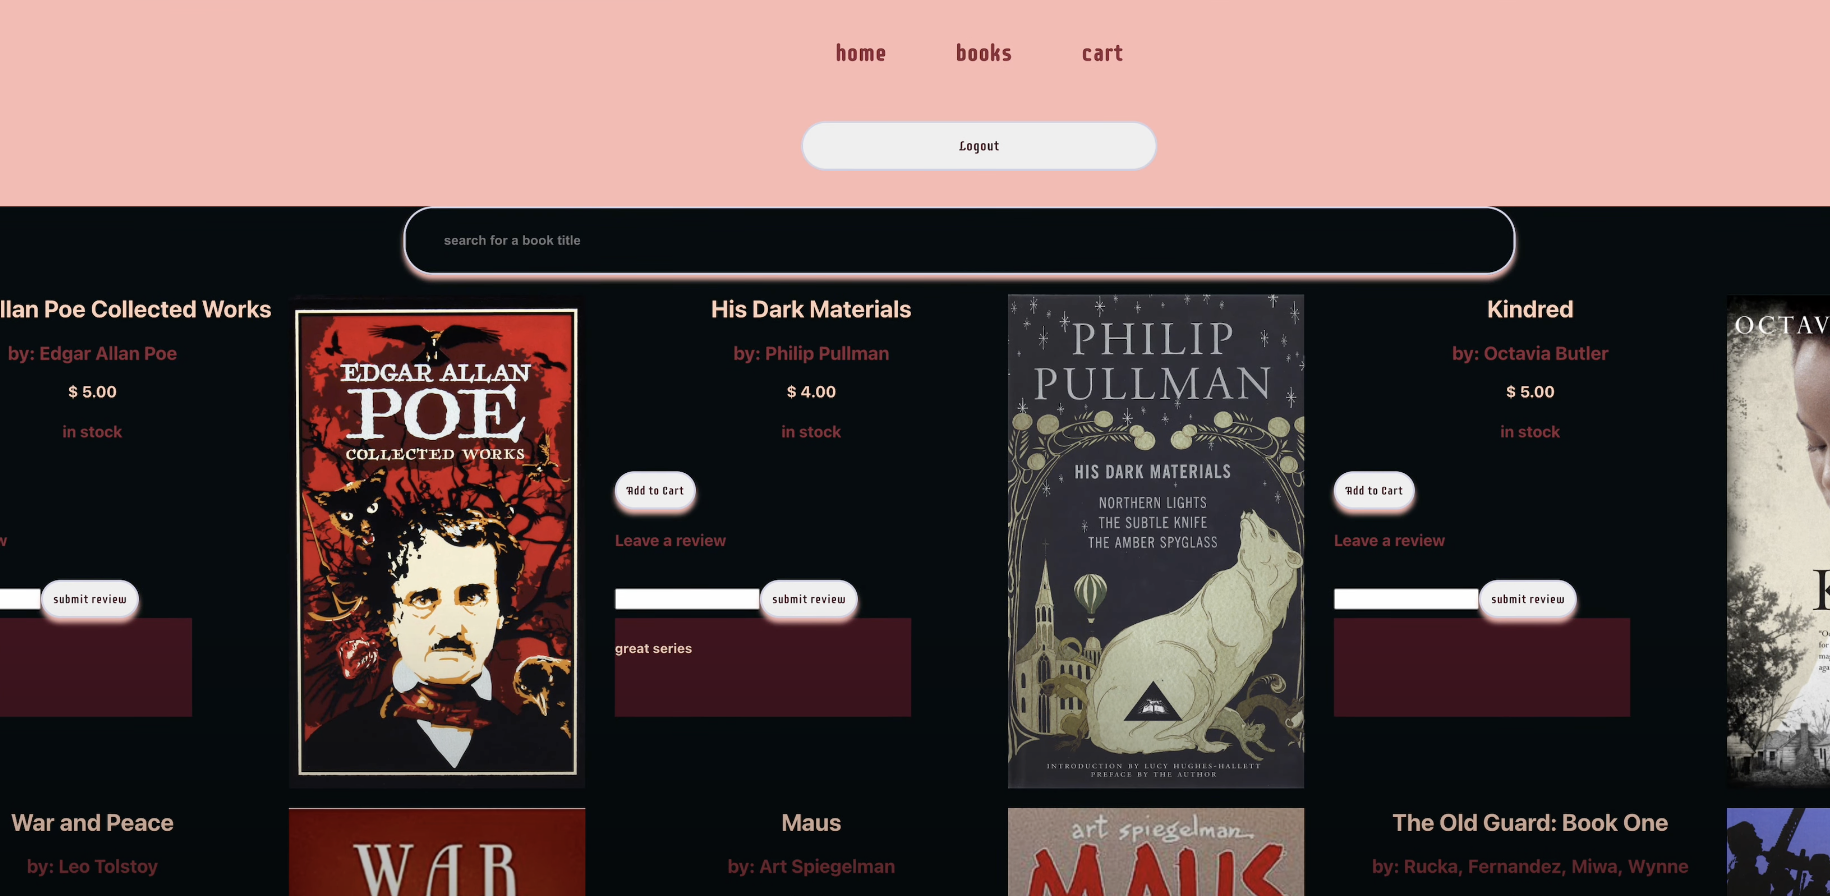 home books cart
Logout
search for a book title
llan Poe Collected Works
by: Edgar Allan Poe
$ 5.00
in stock
w
submit review
EDGAR ALLAN
POE
COLLECTED WORKS
His Dark Materials
by: Philip Pullman
$ 4.00
in stock
Add to Cart
Leave a review
submit review
great series
PHILIP
PULLMAN
HIS DARK MATERIALS
NORTHERN LIGHTS
THE SUBTLE KNIFE
THE AMBER SPYGLASS
INTRODUCTION BY LUCY HUGHES-HALLETT
PREFACE BY THE AUTHOR
Kindred
by: Octavia Butler
$ 5.00
in stock
Add to Cart
Leave a review
submit review
OCTAV
K
War and Peace
by: Leo Tolstoy
WAR
Maus
by: Art Spiegelman
art spiegelman
MAUS
The Old Guard: Book One
by: Rucka, Fernandez, Miwa, Wynne